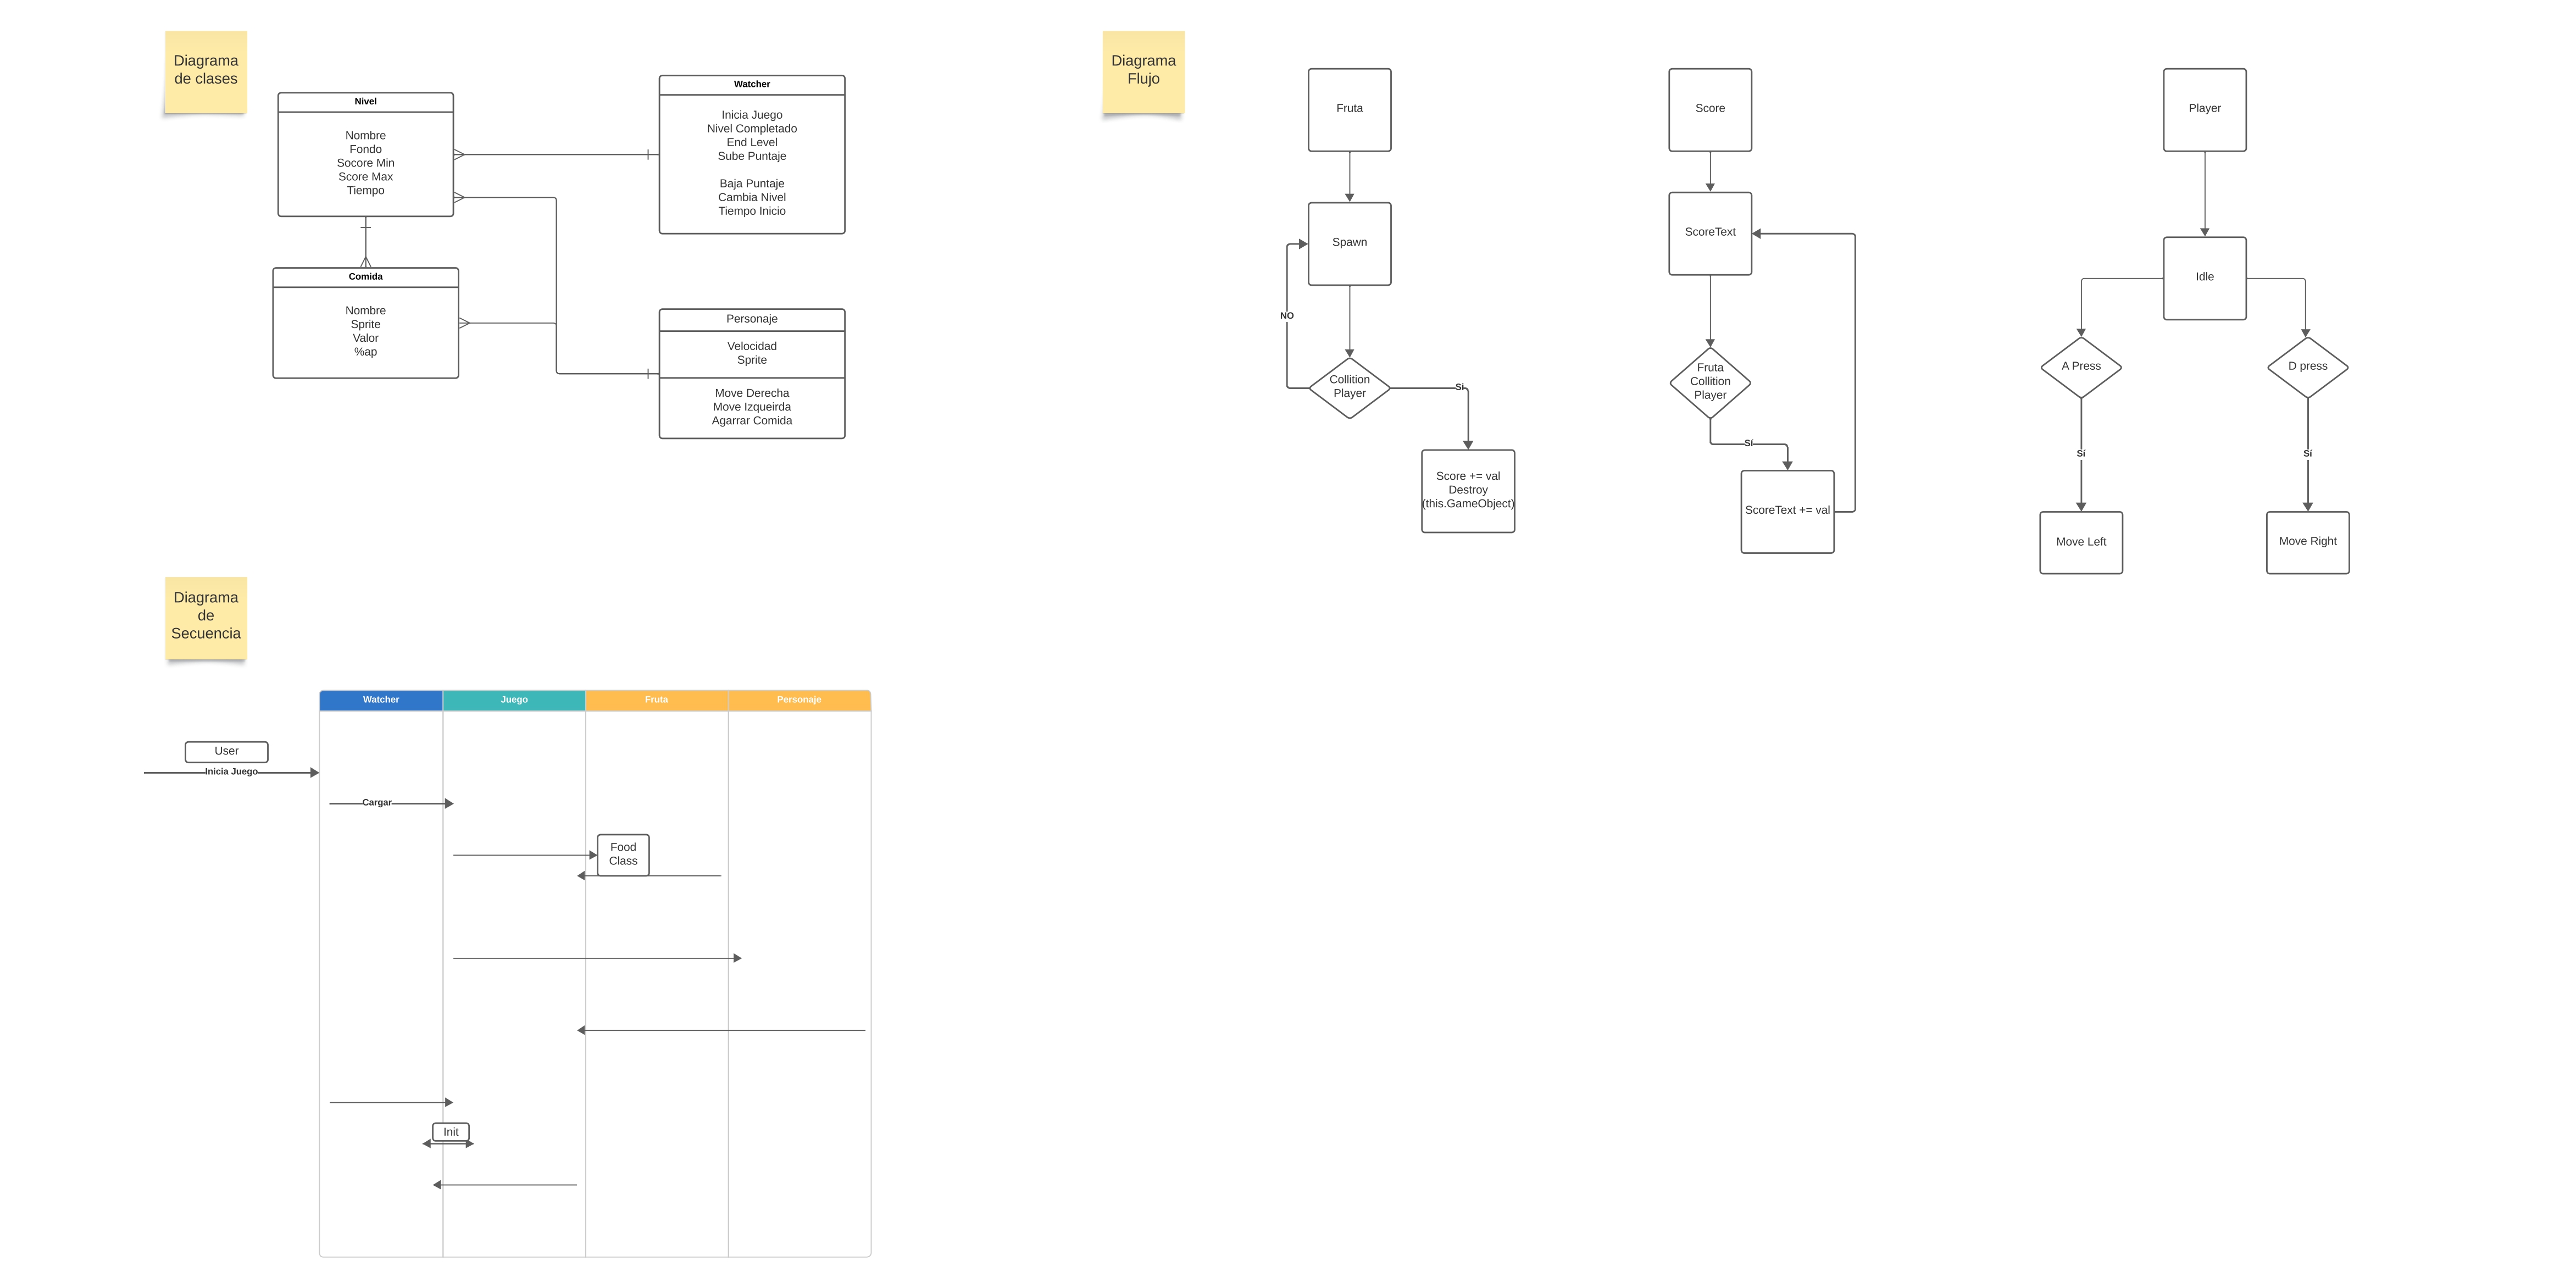 Diagrama
de clases
Nivel
Nombre
Fondo
Socore Min
Score Max
Tiempo
Watcher
Inicia Juego
Nivel Completado
End Level
Sube Puntaje
Baja Puntaje
Cambia Nivel
Tiempo Inicio
Comida
Nombre
Sprite
Valor
%ap
Personaje
Velocidad
Sprite
Move Derecha
Move Izqueirda
Agarrar Comida
Diagrama
Flujo
Fruta
Spawn
NO
Collition
Player
Si
Score += val
Destroy
(this.GameObject)
Score
ScoreText
Fruta
Collition
Player
Sí
ScoreText += val
Player
Idle
A Press
D press
Sí
Sí
Move Left
Move Right
Diagrama
de
Secuencia
Watcher
Juego
Fruta
Personaje
User
Inicia Juego
Cargar
Food
Class
Init